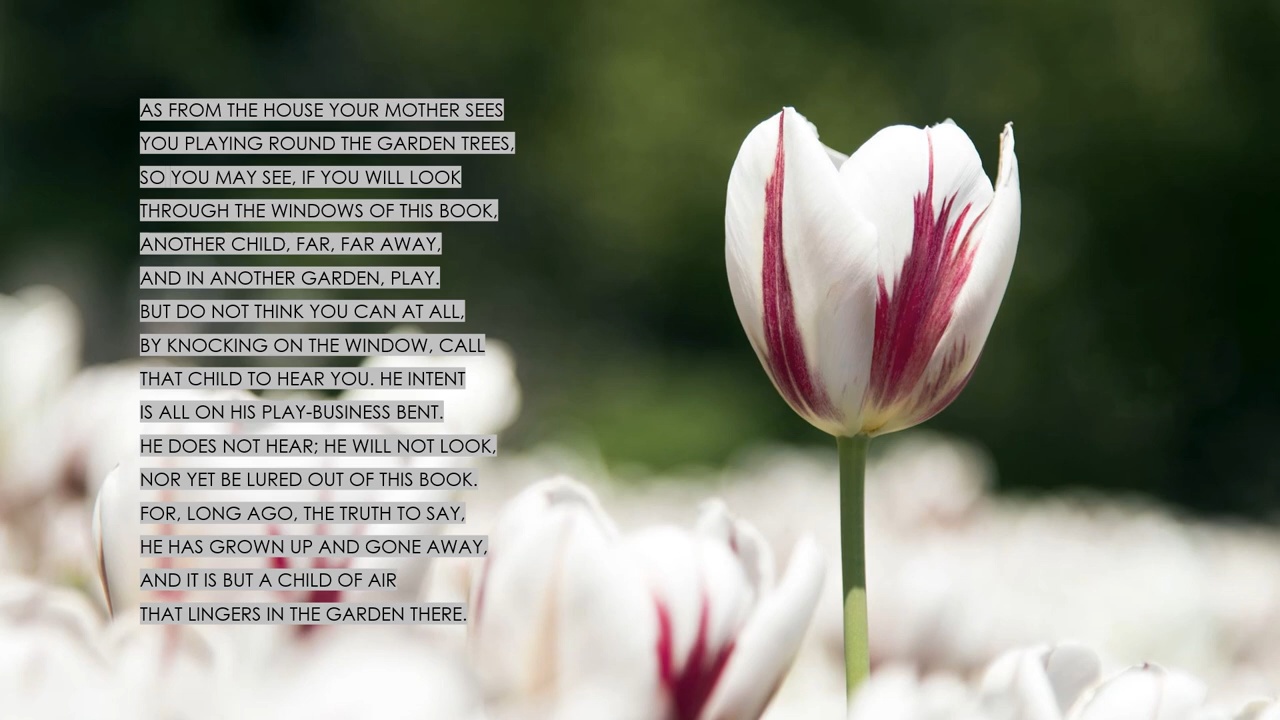 AS FROM THE HOUSE YOUR MOTHER SEES
YOU PLAYING ROUND THE GARDEN TREES,
SO YOU MAY SEE, IF YOU WILL LOOK
THROUGH THE WINDOWS OF THIS BOOK,
ANOTHER CHILD, FAR, FAR AWAY,
AND IN ANOTHER GARDEN, PLAY.
BUT DO NOT THINK YOU CAN AT ALL,
BY KNOCKING ON THE WINDOW, CALL
THAT CHILD TO HEAR YOU. HE INTENT
IS ALL ON HIS PLAY-BUSINESS BENT.
HE DOES NOT HEAR; HE WILL NOT LOOK,
NOR YET BE LURED OUT OF THIS BOOK.
FOR, LONG AGO, THE TRUTH TO SAY,
HE HAS GROWN UP AND GONE AWAY,
AND IT IS BUT A CHILD OF AIR
THAT LINGERS IN THE GARDEN THERE.